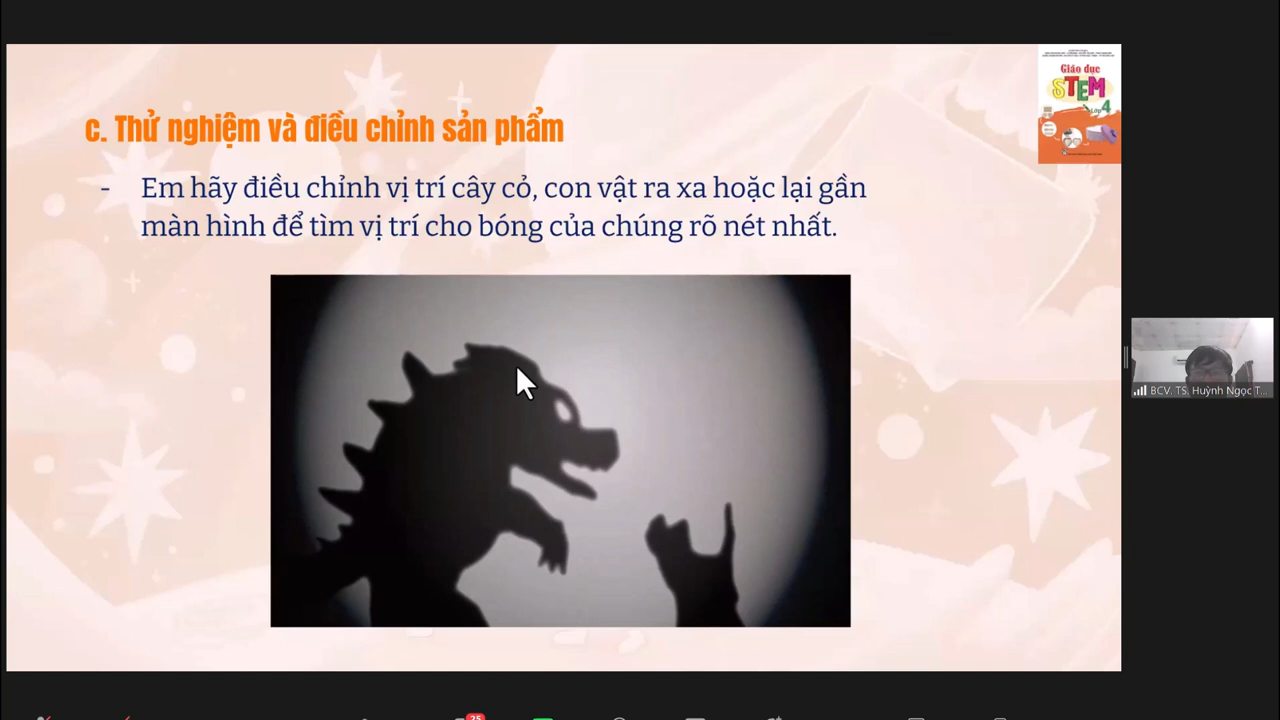 c. Thử nghiệm và điều chỉnh sản phẩm
- Em hãy điều chỉnh vị trí cây cỏ, con vật ra xa hoặc lại gần
màn hình để tìm vị trí cho bóng của chúng rõ nét nhất.
Giáo dục
STEM
Lớp 4
BCV. TS. Huỳnh Ngọc T...
25